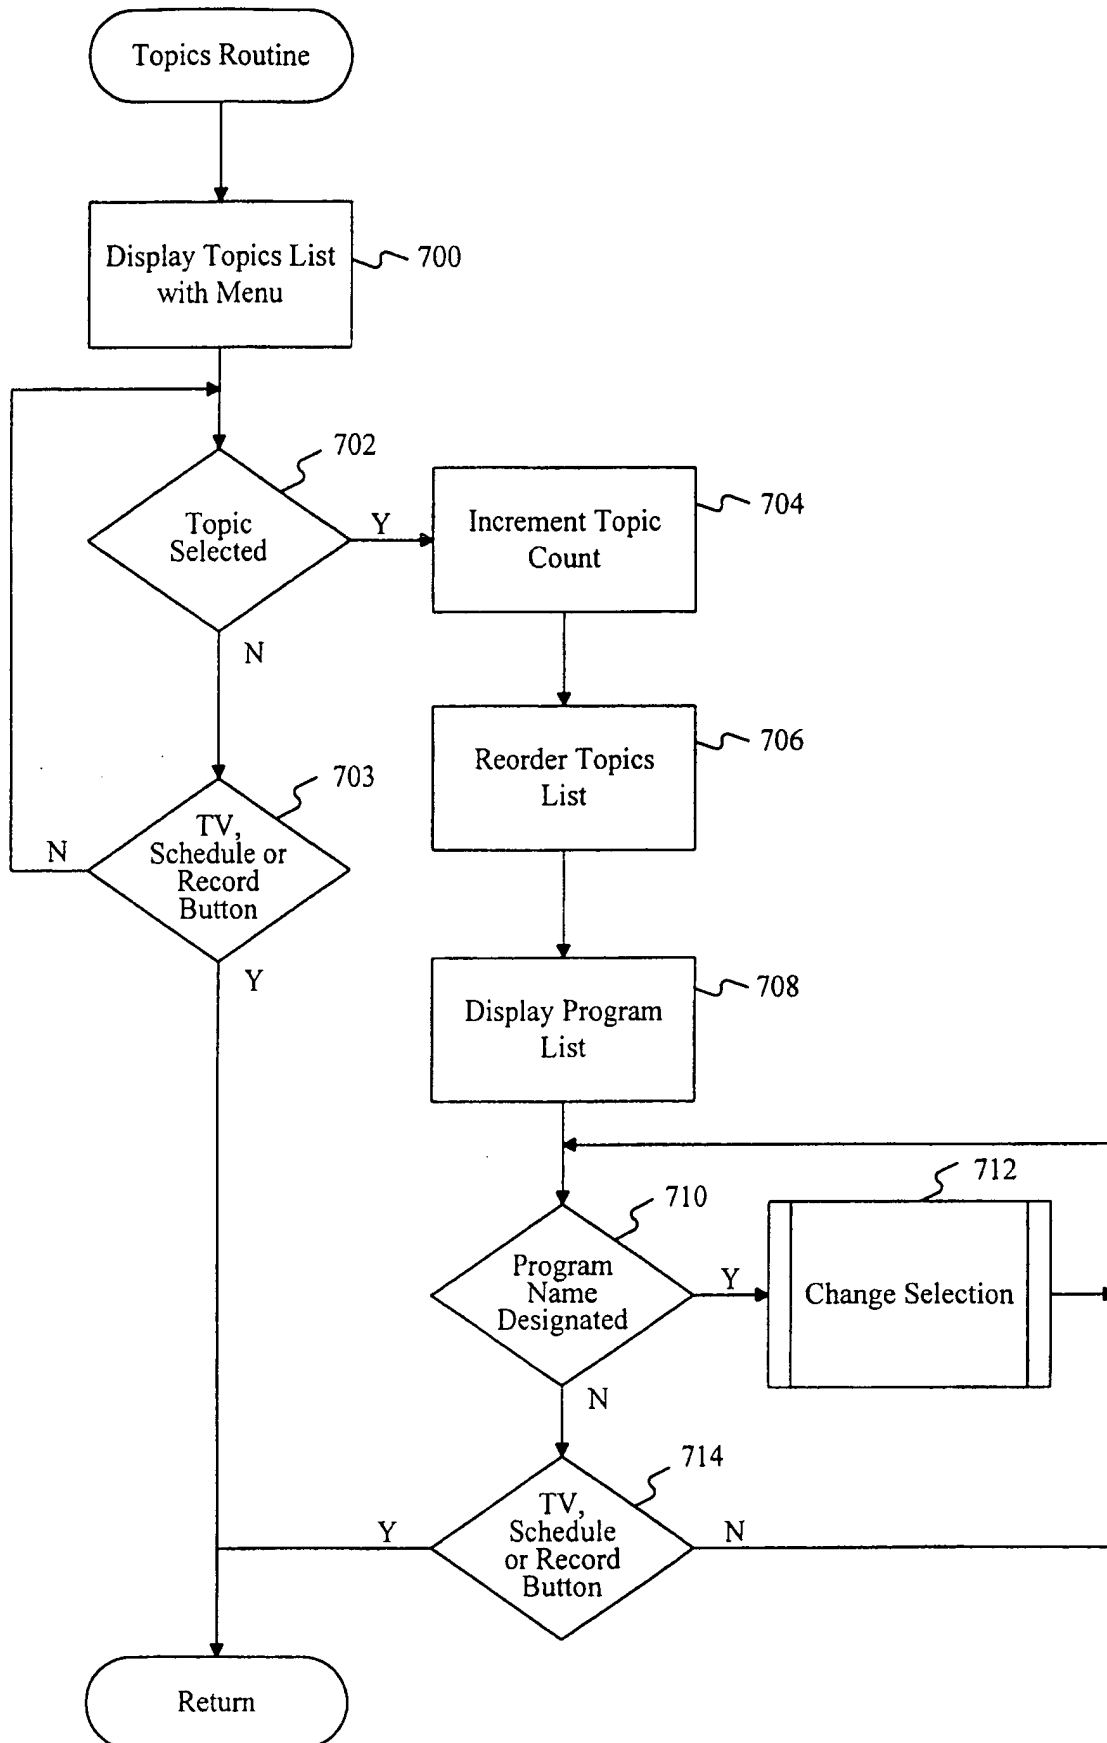 Topics Routine
Display Topics List
with Menu
700
702
Topic
Selected
Y
N
Increment Topic
Count
704
Reorder Topics
List
706
703
TV,
Schedule or
Record
Button
N
Y
Display Program
List
708
710
Program
Name
Designated
Y
N
712
Change Selection
714
TV,
Schedule
or Record
Button
Y
N
Return